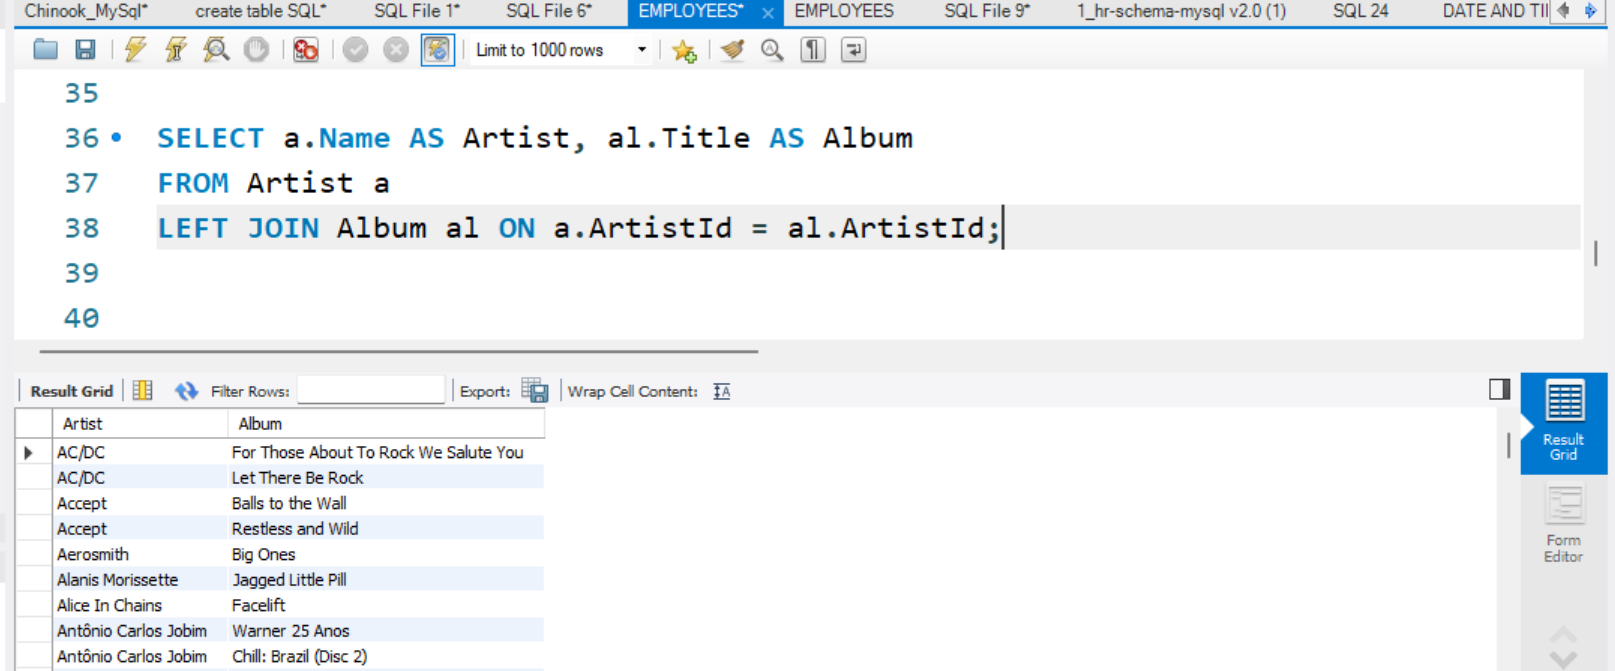 Chinook_MySql* create table SQL* SQL File 1* SQL File 6* EMPLOYEES* × EMPLOYEES SQL File 9* 1_hr-schema-mysql v2.0 (1) SQL 24 DATE AND TII
Limit to 1000 rows
35
36 SELECT a.Name AS Artist, al.Title AS Album
37 FROM Artist a
38 LEFT JOIN Album al ON a.ArtistId = al.ArtistId;
39
40
Result Grid Filter Rows: Export: Wrap Cell Content: IA
Artist Album
AC/DC For Those About To Rock We Salute You
AC/DC Let There Be Rock
Accept Balls to the Wall
Accept Restless and Wild
Aerosmith Big Ones
Alanis Morissette Jagged Little Pill
Alice In Chains Facelift
Antônio Carlos Jobim Warner 25 Anos
Antônio Carlos Jobim Chill: Brazil (Disc 2)
Result
Grid
Form
Editor